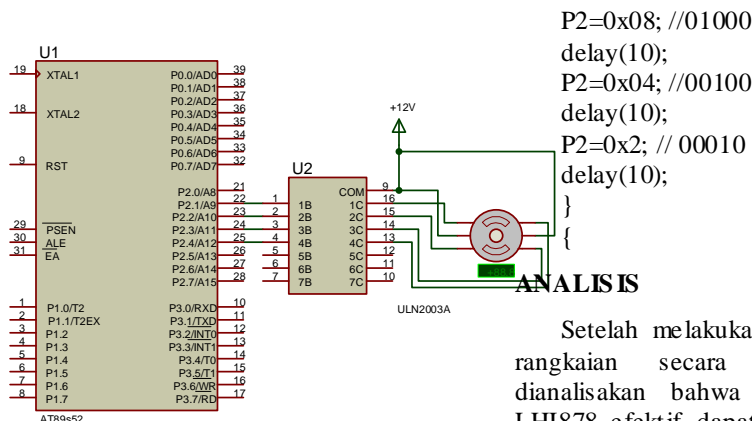 U1
19 XTAL1
18 XTAL2
9 RST
29 PSEN
30 ALE
31 EA
1 P1.0/T2
2 P1.1/T2EX
3 P1.2
4 P1.3
5 P1.4
6 P1.5
7 P1.6
8 P1.7
P0.0/AD0 39
P0.1/AD1 38
P0.2/AD2 37
P0.3/AD3 36
P0.4/AD4 35
P0.5/AD5 34
P0.6/AD6 33
P0.7/AD7 32
P2.0/A8 21
P2.1/A9 22
P2.2/A10 23
P2.3/A11 24
P2.4/A12 25
P2.5/A13 26
P2.6/A14 27
P2.7/A15 28
P3.0/RXD 10
P3.1/TXD 11
P3.2/INT0 12
P3.3/INT1 13
P3.4/T0 14
P3.5/T1 15
P3.6/WR 16
P3.7/RD 17
AT89s52
U2
1 1B
2 2B
3 3B
4 4B
5 5B
6 6B
7 7B
COM 9
1C 16
2C 15
3C 14
4C 13
5C 12
6C 11
7C 10
ULN2003A
+12V
P2=0x08; //01000
delay(10);
P2=0x04; //00100
delay(10);
P2=0x2; // 00010
delay(10);
}
{
ANALISIS
Setelah melakuka
rangkaian secara
dianalisakan bahwa
LHI878 efektif dapat